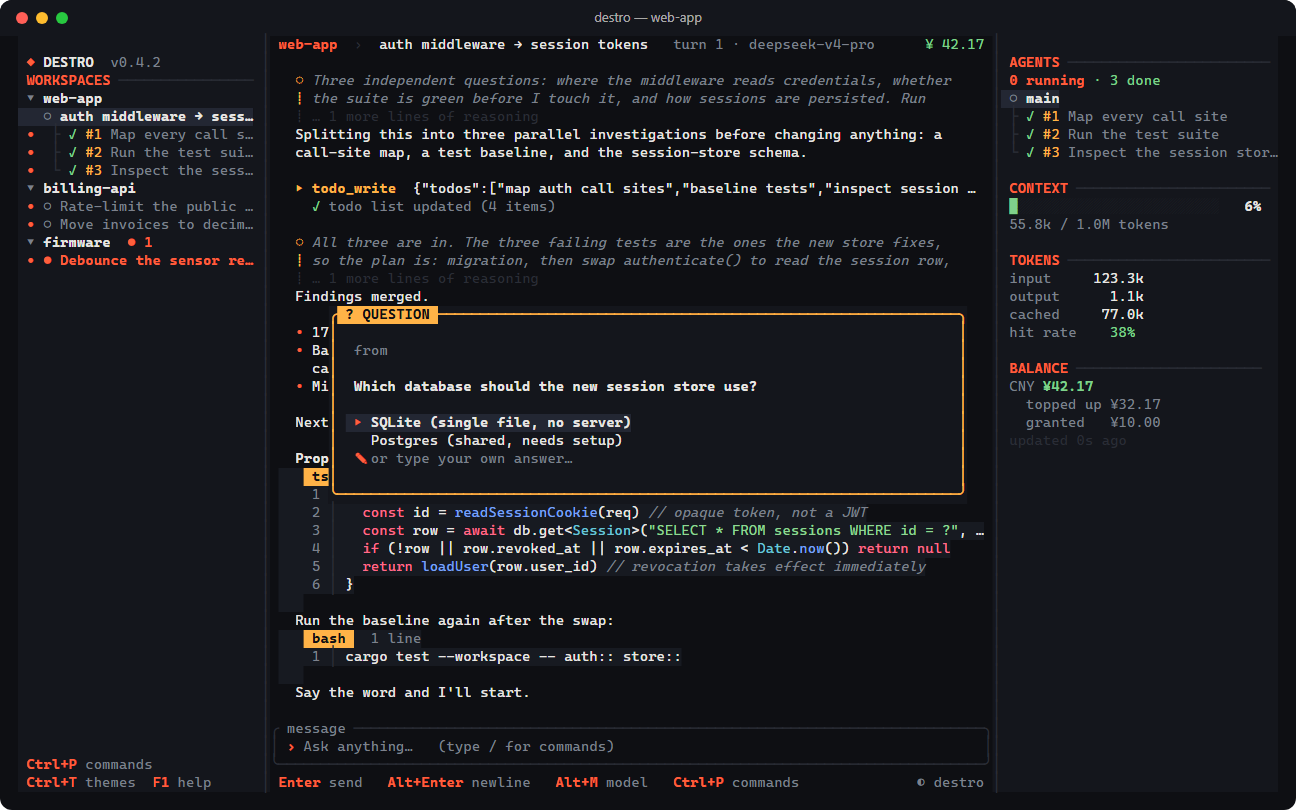 destro — web-app
◆ DESTRO v0.4.2
WORKSPACES
▾ web-app
○ auth middleware → sess…
• ✓ #1 Map every call s…
• ✓ #2 Run the test sui…
• ✓ #3 Inspect the sess…
▾ billing-api
• ○ Rate-limit the public …
• ○ Move invoices to decim…
▾ firmware ● 1
• ● Debounce the sensor re…
Ctrl+P commands
Ctrl+T themes F1 help
web-app › auth middleware → session tokens turn 1 · deepseek-v4-pro ¥ 42.17
○ Three independent questions: where the middleware reads credentials, whether
the suite is green before I touch it, and how sessions are persisted. Run
… 1 more lines of reasoning
Splitting this into three parallel investigations before changing anything: a
call-site map, a test baseline, and the session-store schema.
▸ todo_write {"todos":["map auth call sites","baseline tests","inspect session …
✓ todo list updated (4 items)
○ All three are in. The three failing tests are the ones the new store fixes,
so the plan is: migration, then swap authenticate() to read the session row,
… 1 more lines of reasoning
Findings merged.
• 17
• Ba
ca
• Mi
Next
Prop
ts
? QUESTION
from
Which database should the new session store use?
▸ SQLite (single file, no server)
Postgres (shared, needs setup)
or type your own answer…
1
2 const id = readSessionCookie(req) // opaque token, not a JWT
3 const row = await db.get<Session>("SELECT * FROM sessions WHERE id = ?", …
4 if (!row || row.revoked_at || row.expires_at < Date.now()) return null
5 return loadUser(row.user_id) // revocation takes effect immediately
6 }
Run the baseline again after the swap:
bash 1 line
1 cargo test --workspace -- auth:: store::
Say the word and I'll start.
message
› Ask anything… (type / for commands)
Enter send Alt+Enter newline Alt+M model Ctrl+P commands ◐ destro
AGENTS
0 running · 3 done
○ main
✓ #1 Map every call site
✓ #2 Run the test suite
✓ #3 Inspect the session stor…
CONTEXT
6%
55.8k / 1.0M tokens
TOKENS
input 123.3k
output 1.1k
cached 77.0k
hit rate 38%
BALANCE
CNY ¥42.17
topped up ¥32.17
granted ¥10.00
updated 0s ago